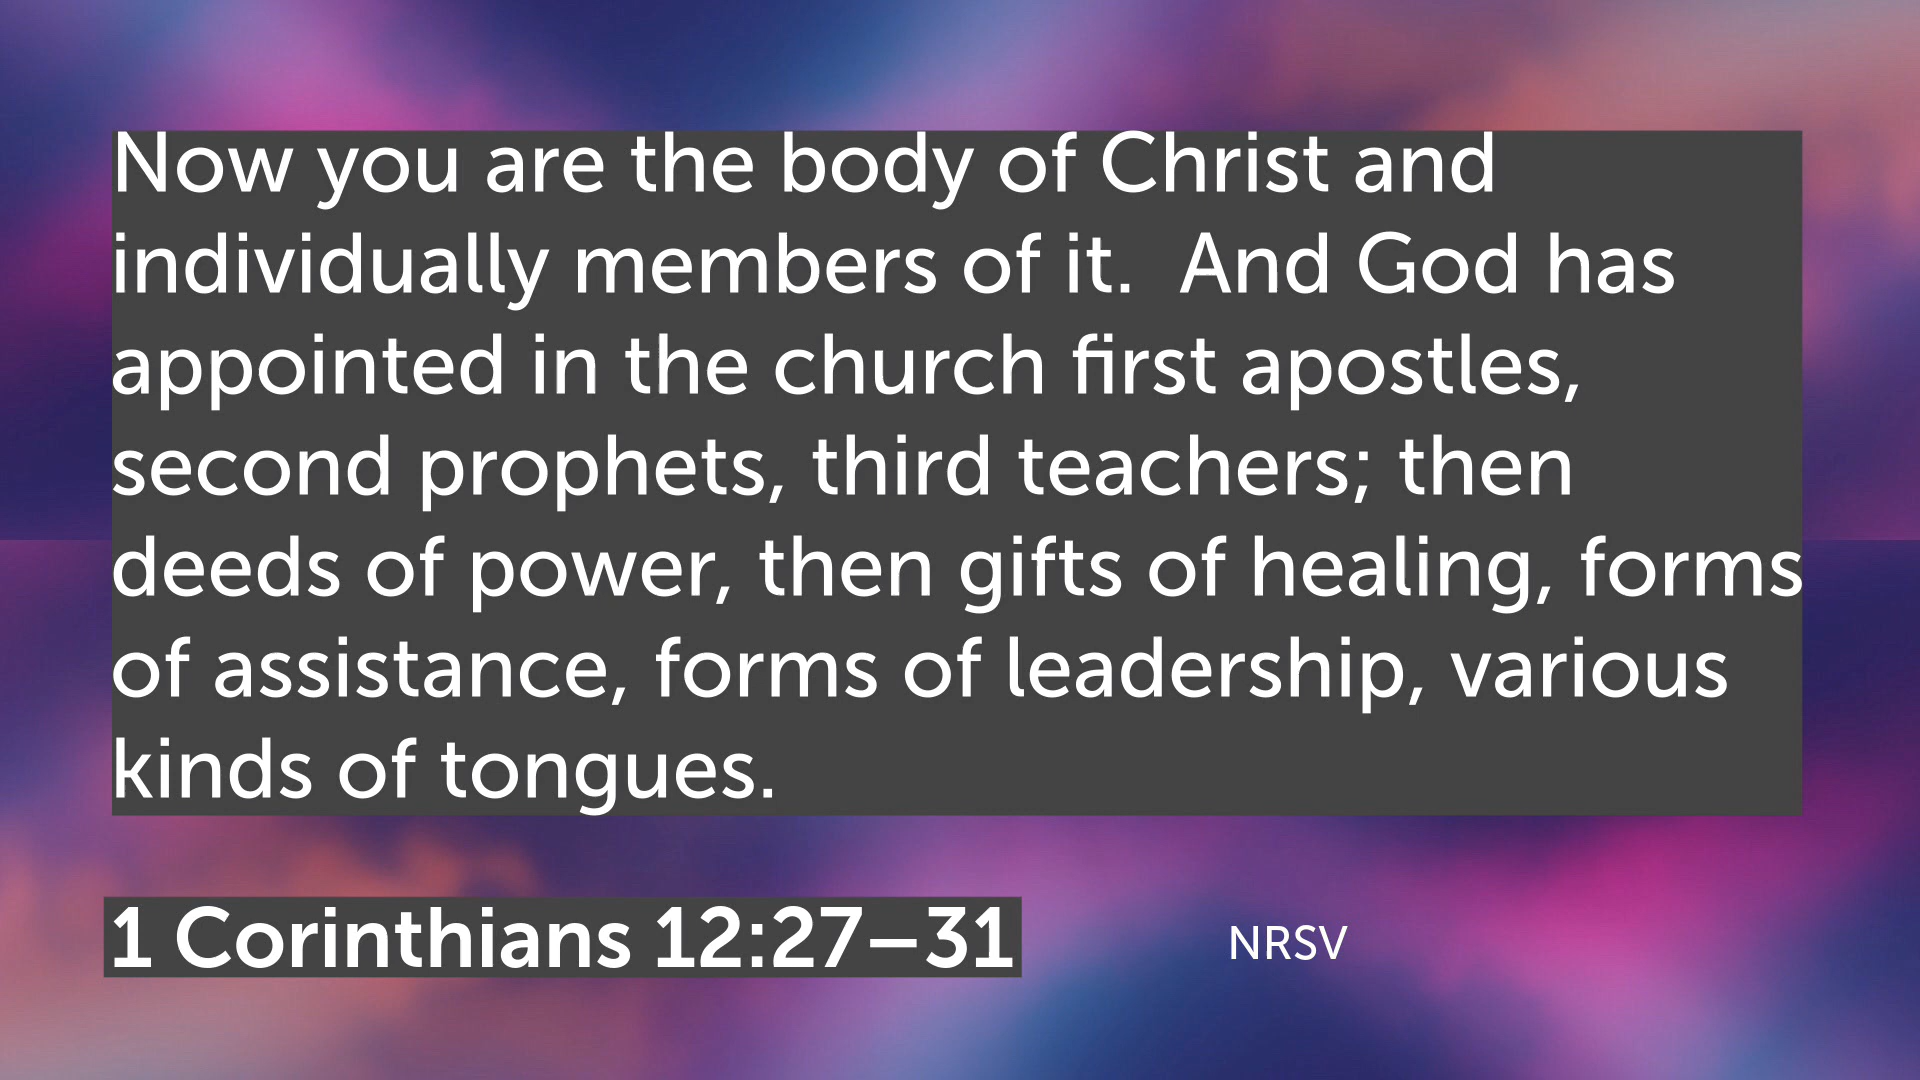 Now you are the body of Christ and
individually members of it.  And God has
appointed in the church first apostles,
second prophets, third teachers; then
deeds of power, then gifts of healing, forms
of assistance, forms of leadership, various
kinds of tongues.
1 Corinthians 12:27–31
NRSV